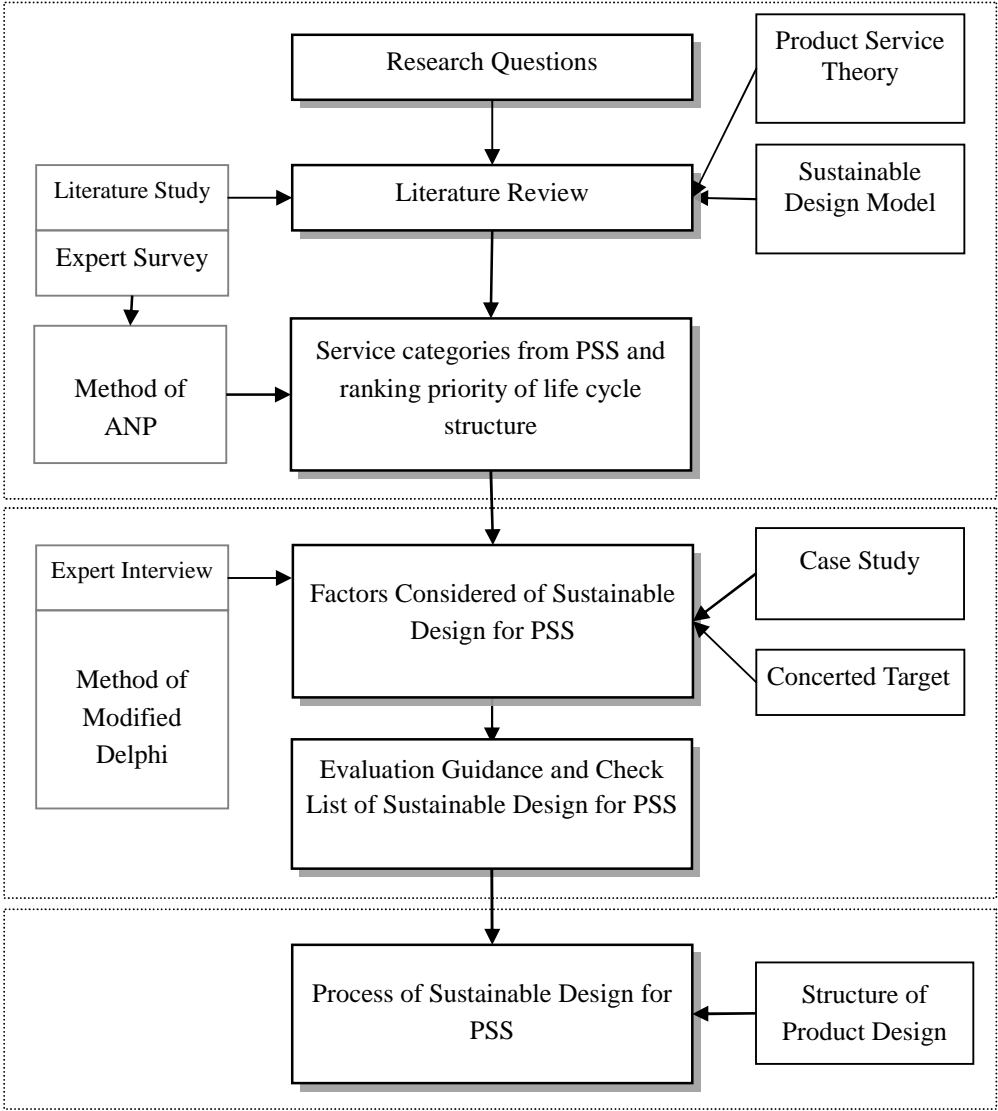 Research Questions
Product Service
Theory
Literature Study
Literature Review
Sustainable
Design Model
Expert Survey
Method of
ANP
Service categories from PSS and
ranking priority of life cycle
structure
Expert Interview
Factors Considered of Sustainable
Design for PSS
Case Study
Concerted Target
Method of
Modified
Delphi
Evaluation Guidance and Check
List of Sustainable Design for PSS
Process of Sustainable Design for
PSS
Structure of
Product Design